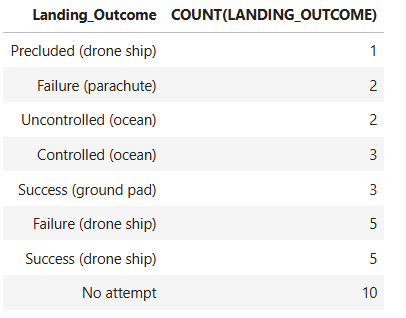 Landing_Outcome COUNT(LANDING_OUTCOME)
Precluded (drone ship) 1
Failure (parachute) 2
Uncontrolled (ocean) 2
Controlled (ocean) 3
Success (ground pad) 3
Failure (drone ship) 5
Success (drone ship) 5
No attempt 10